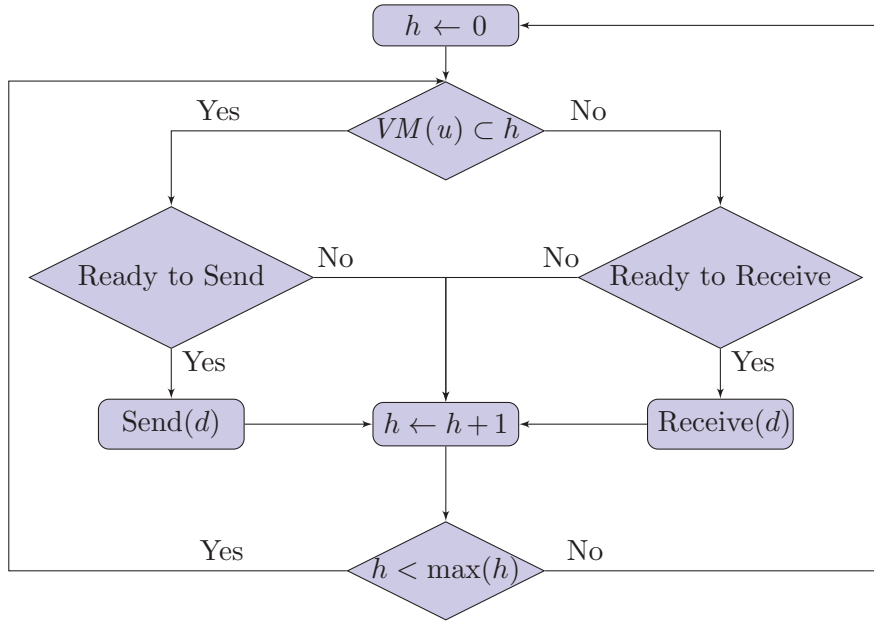 h ← 0
VM(u) ⊂ h
Yes
No
Ready to Send
No
No
Ready to Receive
Yes
Yes
Send(d)
h ← h + 1
Receive(d)
Yes
h < max(h)
No